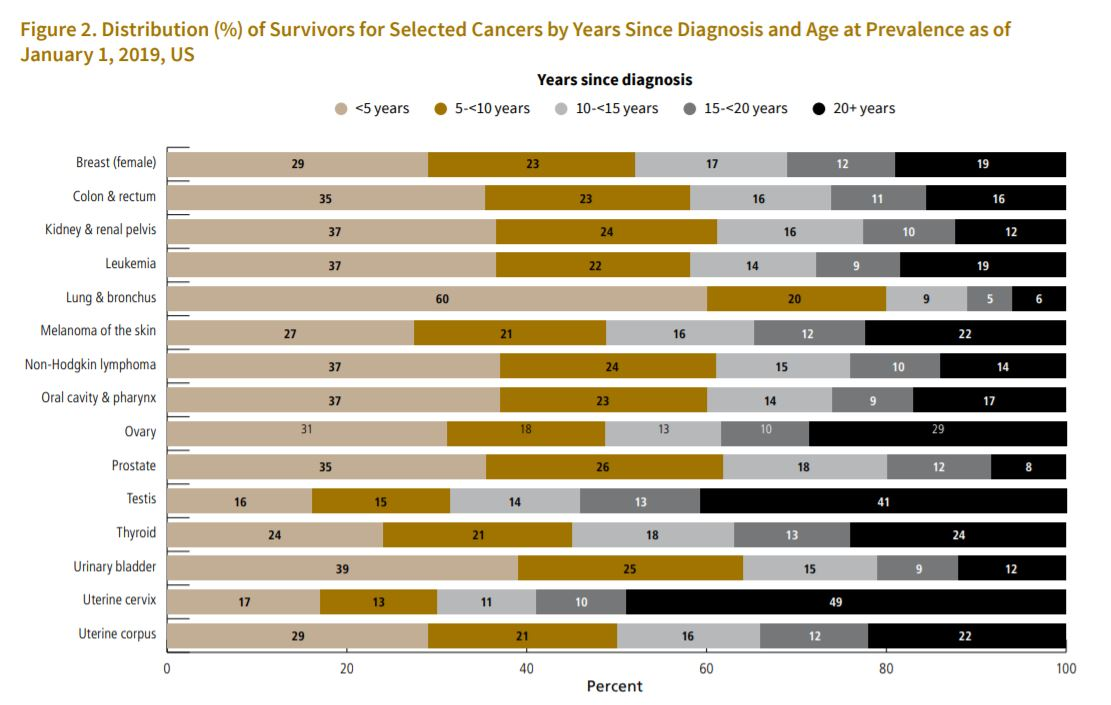 Figure 2. Distribution (%) of Survivors for Selected Cancers by Years Since Diagnosis and Age at Prevalence as of
January 1, 2019, US
Years since diagnosis
<5 years 5-<10 years 10-<15 years 15-<20 years 20+ years
Breast (female) 29 23 17 12 19
Colon & rectum 35 23 16 11 16
Kidney & renal pelvis 37 24 16 10 12
Leukemia 37 22 14 9 19
Lung & bronchus 60 20 9 5 6
Melanoma of the skin 27 21 16 12 22
Non-Hodgkin lymphoma 37 24 15 10 14
Oral cavity & pharynx 37 23 14 9 17
Ovary 31 18 13 10 29
Prostate 35 26 18 12 8
Testis 16 15 14 13 41
Thyroid 24 21 18 13 24
Urinary bladder 39 25 15 9 12
Uterine cervix 17 13 11 10 49
Uterine corpus 29 21 16 12 22
0 20 40 60 80 100
Percent